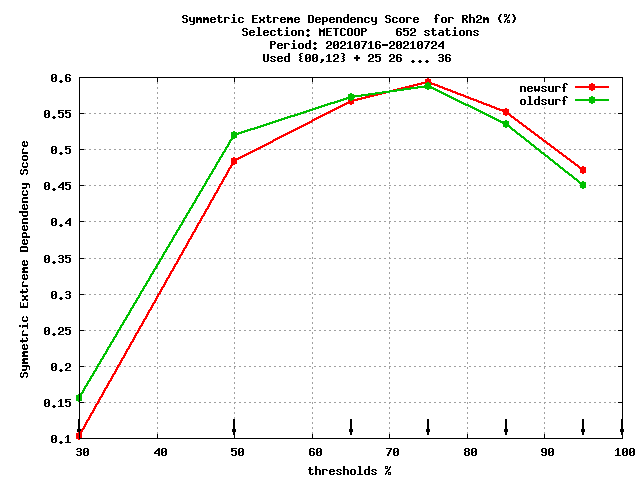 Symmetric Extreme Dependency Score  for Rh2m (%)
Selection: METCOOP    652 stations
Period: 20210716-20210724
Used {00,12} + 25 26 ... 36
newsurf
oldsurf
Symmetric Extreme Dependency Score
0.6
0.55
0.5
0.45
0.4
0.35
0.3
0.25
0.2
0.15
0.1
30 40 50 60 70 80 90 100
thresholds %